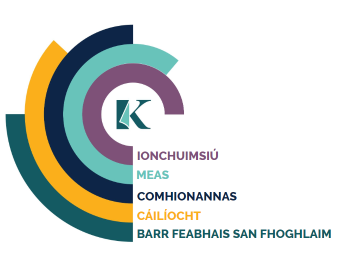 K
IONCHUIMSIÚ
MEAS
COMHIONANNAS
CÁILÍOCHT
BARR FEABHAIS SAN FHOGHLAIM